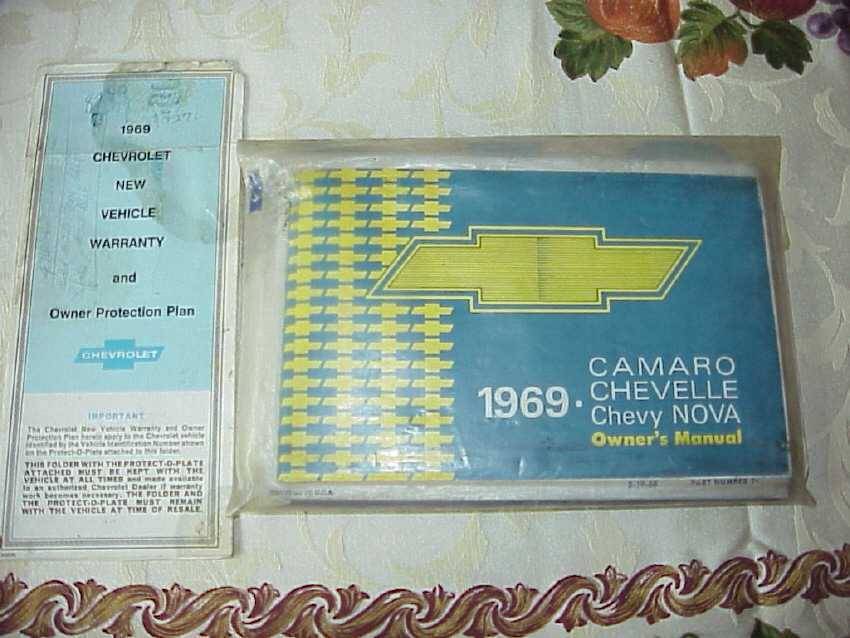 1969
CHEVROLET
NEW
VEHICLE
WARRANTY
and
Owner Protection Plan
CHEVROLET
IMPORTANT
The Chevrolet New Vehicle Warranty and Owner
Protection Plan herein apply to the Chevrolet vehicle
identified by the Vehicle Identification Number shown
on the Protect-O-Plate attached to this folder.
THIS FOLDER WITH THE PROTECT-O-PLATE
ATTACHED MUST BE KEPT WITH THE
VEHICLE AT ALL TIMES and made available
to an authorized Chevrolet Dealer if warranty
work becomes necessary. THE FOLDER AND
THE PROTECT-O-PLATE MUST REMAIN
WITH THE VEHICLE AT TIME OF RESALE.
1969 •
CAMARO
CHEVELLE
Chevy NOVA
Owner's Manual
U.S.A.
PART NUMBER